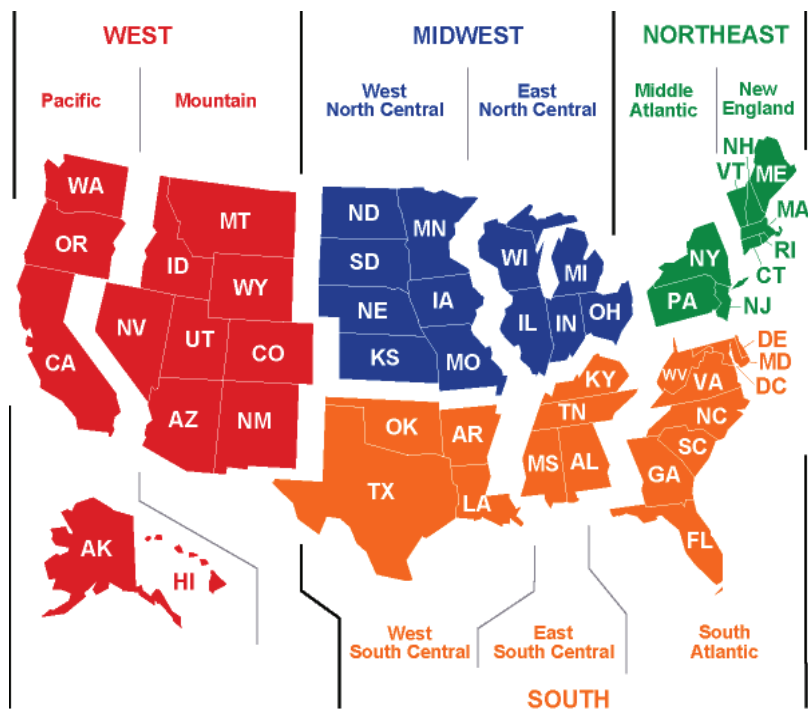 WEST
MIDWEST
NORTHEAST
Pacific
Mountain
West
North Central
East
North Central
Middle
Atlantic
New
England
WA
OR
CA
NV
ID
MT
WY
UT
CO
AZ
NM
AK
HI
ND
SD
NE
KS
MN
IA
MO
WI
MI
IL
IN
OH
NH
VT
ME
MA
RI
CT
NY
PA
NJ
DE
MD
DC
WV
VA
NC
SC
GA
FL
KY
TN
MS
AL
OK
AR
TX
LA
West
South Central
East
South Central
South
Atlantic
SOUTH